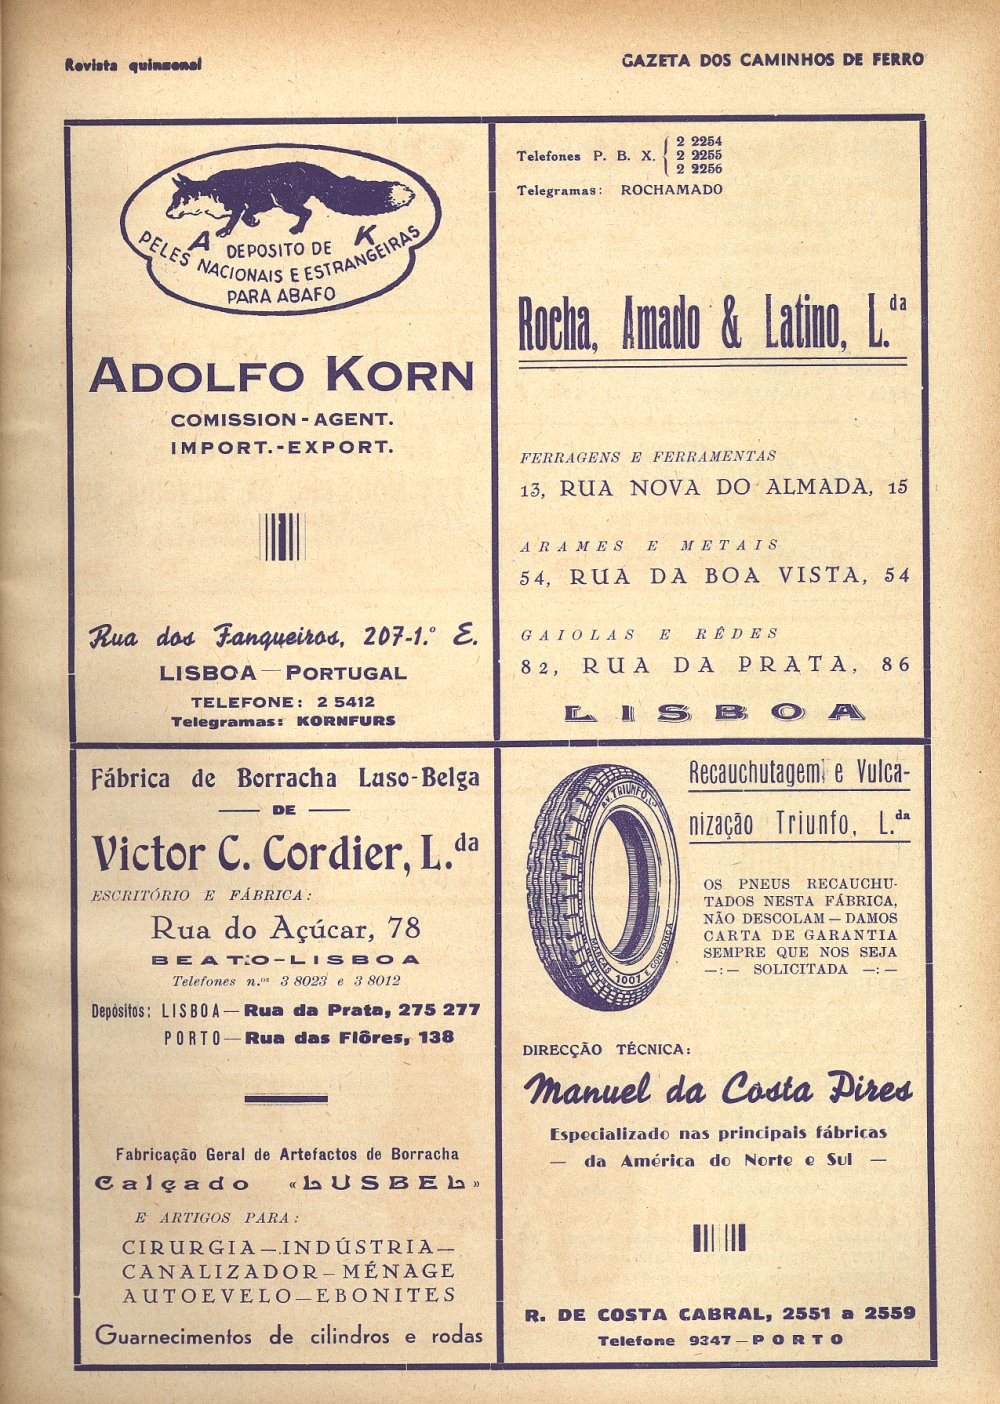 Revista quinzenal
GAZETA DOS CAMINHOS DE FERRO
A K
DEPOSITO DE
PELES NACIONAIS E ESTRANGEIRAS
PARA ABAFO
ADOLFO KORN
COMISSION - AGENT.
IMPORT.-EXPORT.
Rua dos Fanqueiros, 207-1.º E.
LISBOA — PORTUGAL
TELEFONE: 2 5412
Telegramas: KORNFURS
Telefones P. B. X. { 2 2254
2 2255
2 2256
Telegramas: ROCHAMADO
Rocha, Amado & Latino, L.da
FERRAGENS E FERRAMENTAS
13, RUA NOVA DO ALMADA, 15
ARAMES E METAIS
54, RUA DA BOA VISTA, 54
GAIOLAS E RÊDES
82, RUA DA PRATA, 86
LISBOA
Fábrica de Borracha Luso-Belga
— DE —
Victor C. Cordier, L.da
ESCRITÓRIO E FÁBRICA:
Rua do Açúcar, 78
BEATO-LISBOA
Telefones n.os 3 8023 e 3 8012
Depósitos: LISBOA — Rua da Prata, 275 277
PORTO — Rua das Flôres, 138
Fabricação Geral de Artefactos de Borracha
Calçado «LUSBEL»
E ARTIGOS PARA:
CIRURGIA — INDÚSTRIA —
CANALIZADOR — MÉNAGE
AUTOEVELO — EBONITES
Guarnecimentos de cilindros e rodas
AV. TRIUNFO, L.da
MARCAS
1007
E CONFIANÇA
Recauchutagem e Vulca-
nização Triunfo, L.da
OS PNEUS RECAUCHU-
TADOS NESTA FÁBRICA,
NÃO DESCOLAM — DAMOS
CARTA DE GARANTIA
SEMPRE QUE NOS SEJA
—:— SOLICITADA —:—
DIRECÇÃO TÉCNICA:
Manuel da Costa Pires
Especializado nas principais fábricas
— da América do Norte e Sul —
R. DE COSTA CABRAL, 2551 a 2559
Telefone 9347 — PORTO